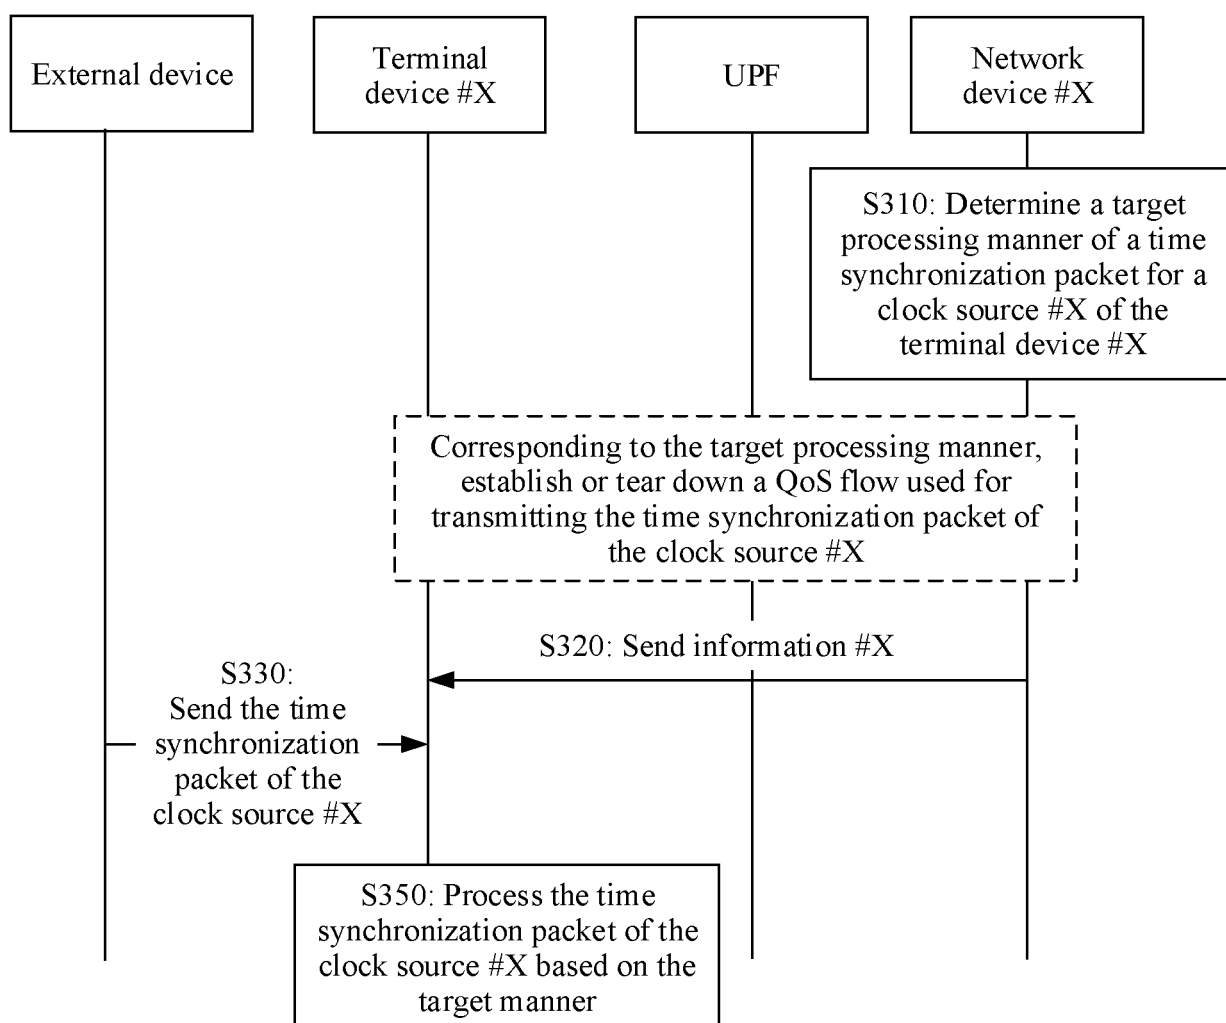 External device
Terminal
device #X
UPF
Network
device #X
S310: Determine a target
processing manner of a time
synchronization packet for a
clock source #X of the
terminal device #X
Corresponding to the target processing manner,
establish or tear down a QoS flow used for
transmitting the time synchronization packet of
the clock source #X
S320: Send information #X
S330:
Send the time
synchronization
packet of the
clock source #X
S350: Process the time
synchronization packet of the
clock source #X based on the
target manner